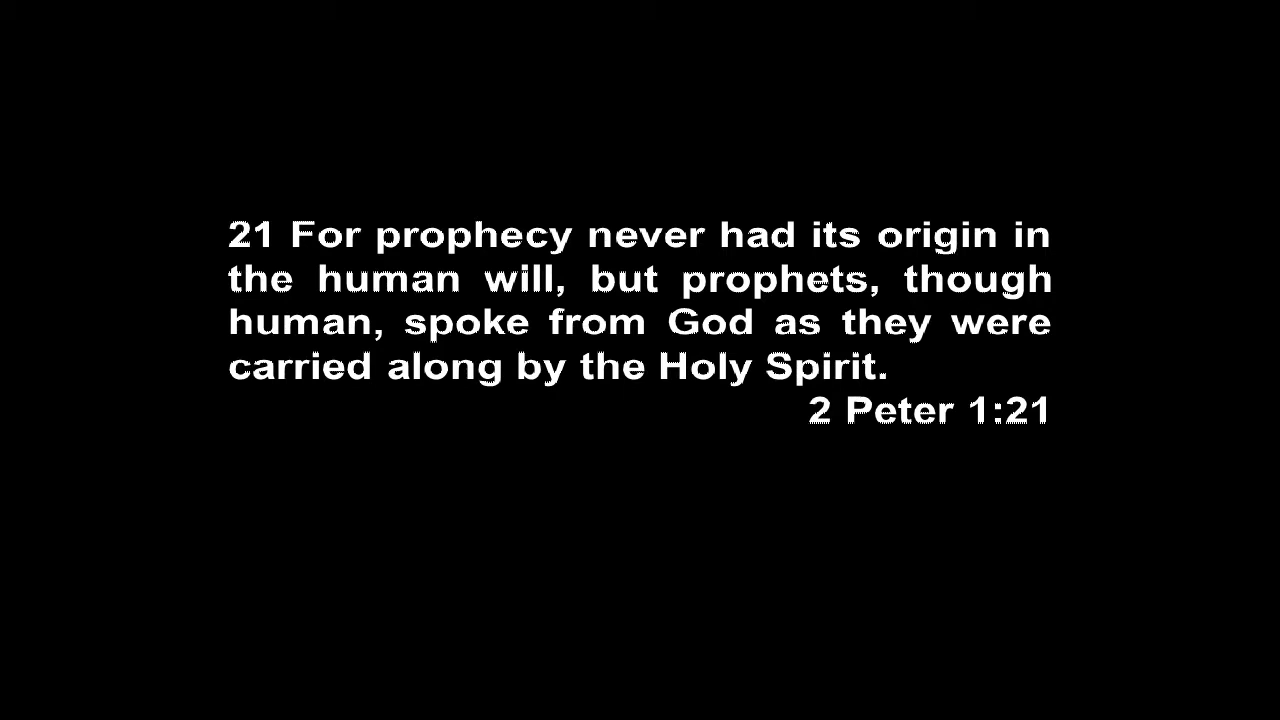 21 For prophecy never had its origin in
the human will, but prophets, though
human, spoke from God as they were
carried along by the Holy Spirit.
2 Peter 1:21